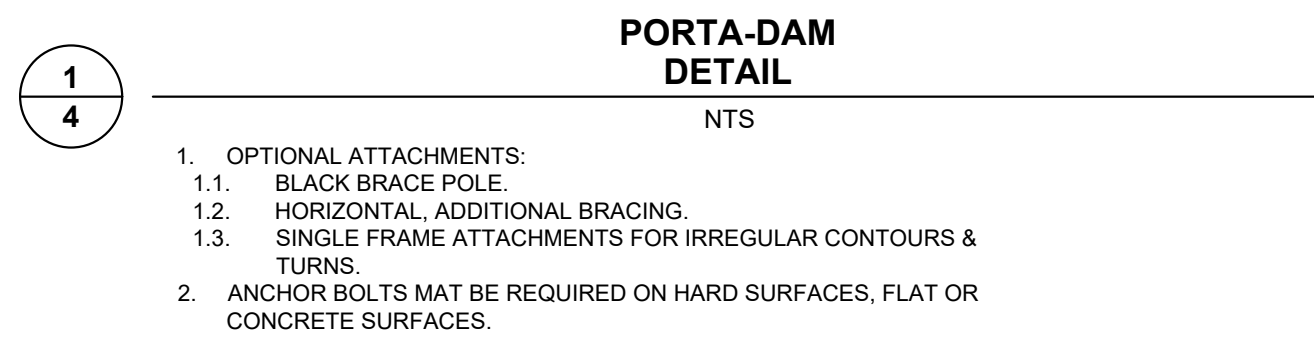 PORTA-DAM
DETAIL
1
4
NTS
1. OPTIONAL ATTACHMENTS:
1.1. BLACK BRACE POLE.
1.2. HORIZONTAL, ADDITIONAL BRACING.
1.3. SINGLE FRAME ATTACHMENTS FOR IRREGULAR CONTOURS &
TURNS.
2. ANCHOR BOLTS MAT BE REQUIRED ON HARD SURFACES, FLAT OR
CONCRETE SURFACES.